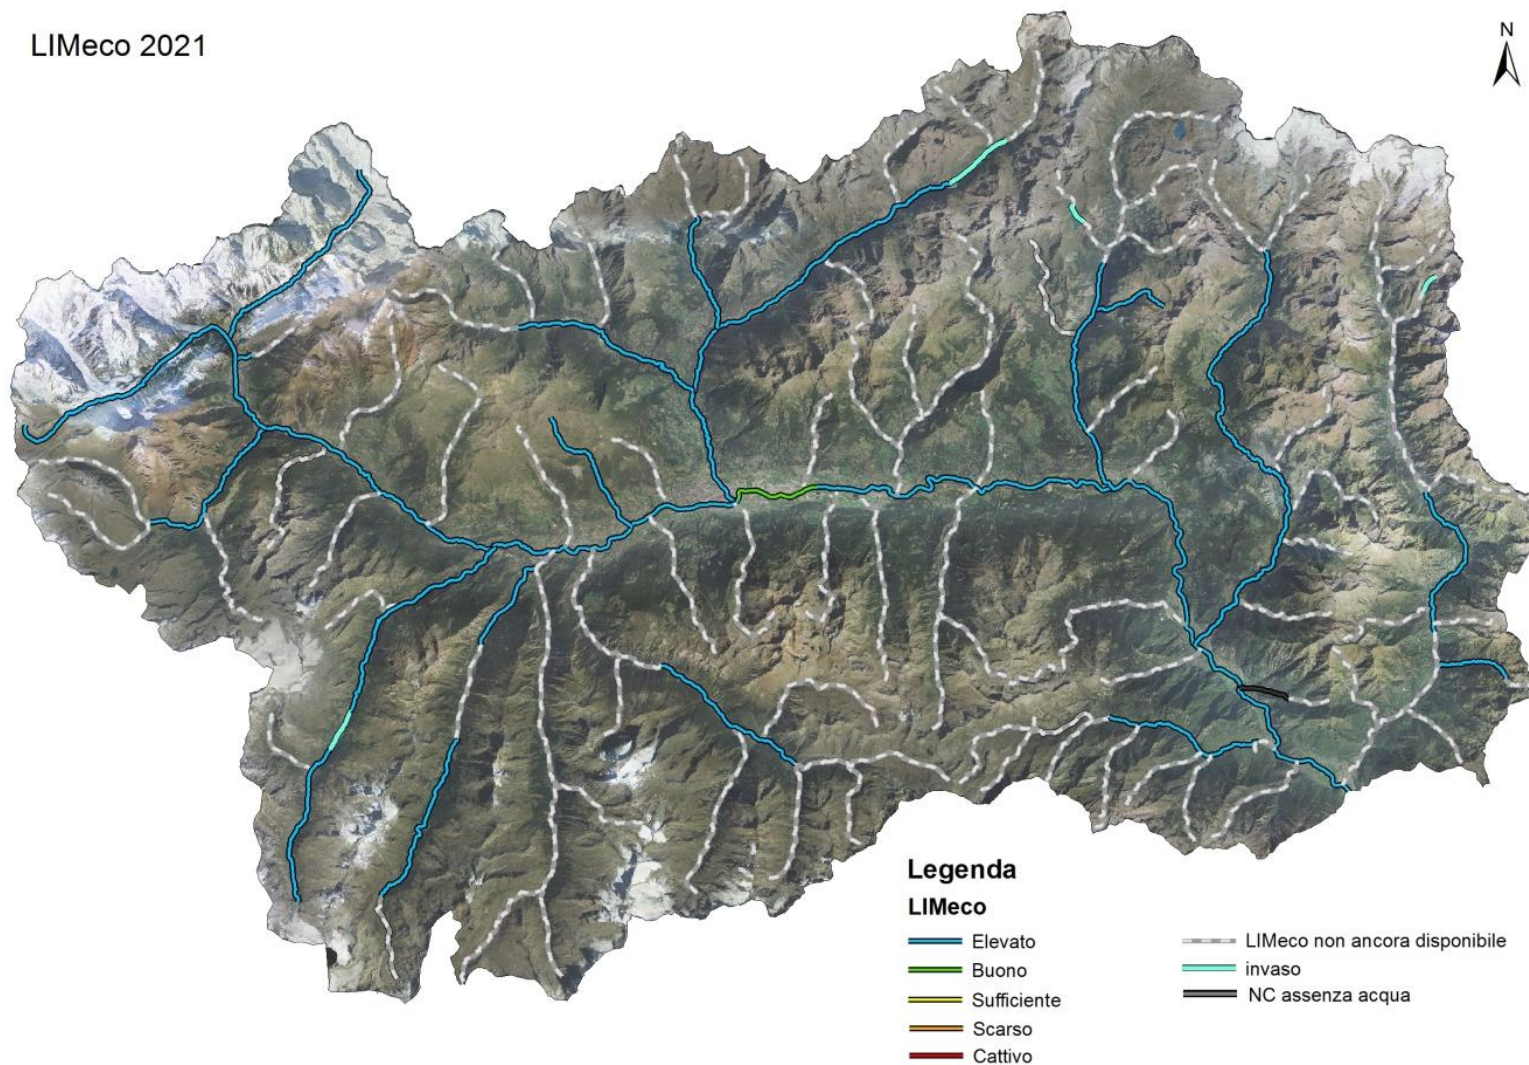 LIMeco 2021
N
Legenda
LIMeco
Elevato
Buono
Sufficiente
Scarso
Cattivo
LIMeco non ancora disponibile
invaso
NC assenza acqua